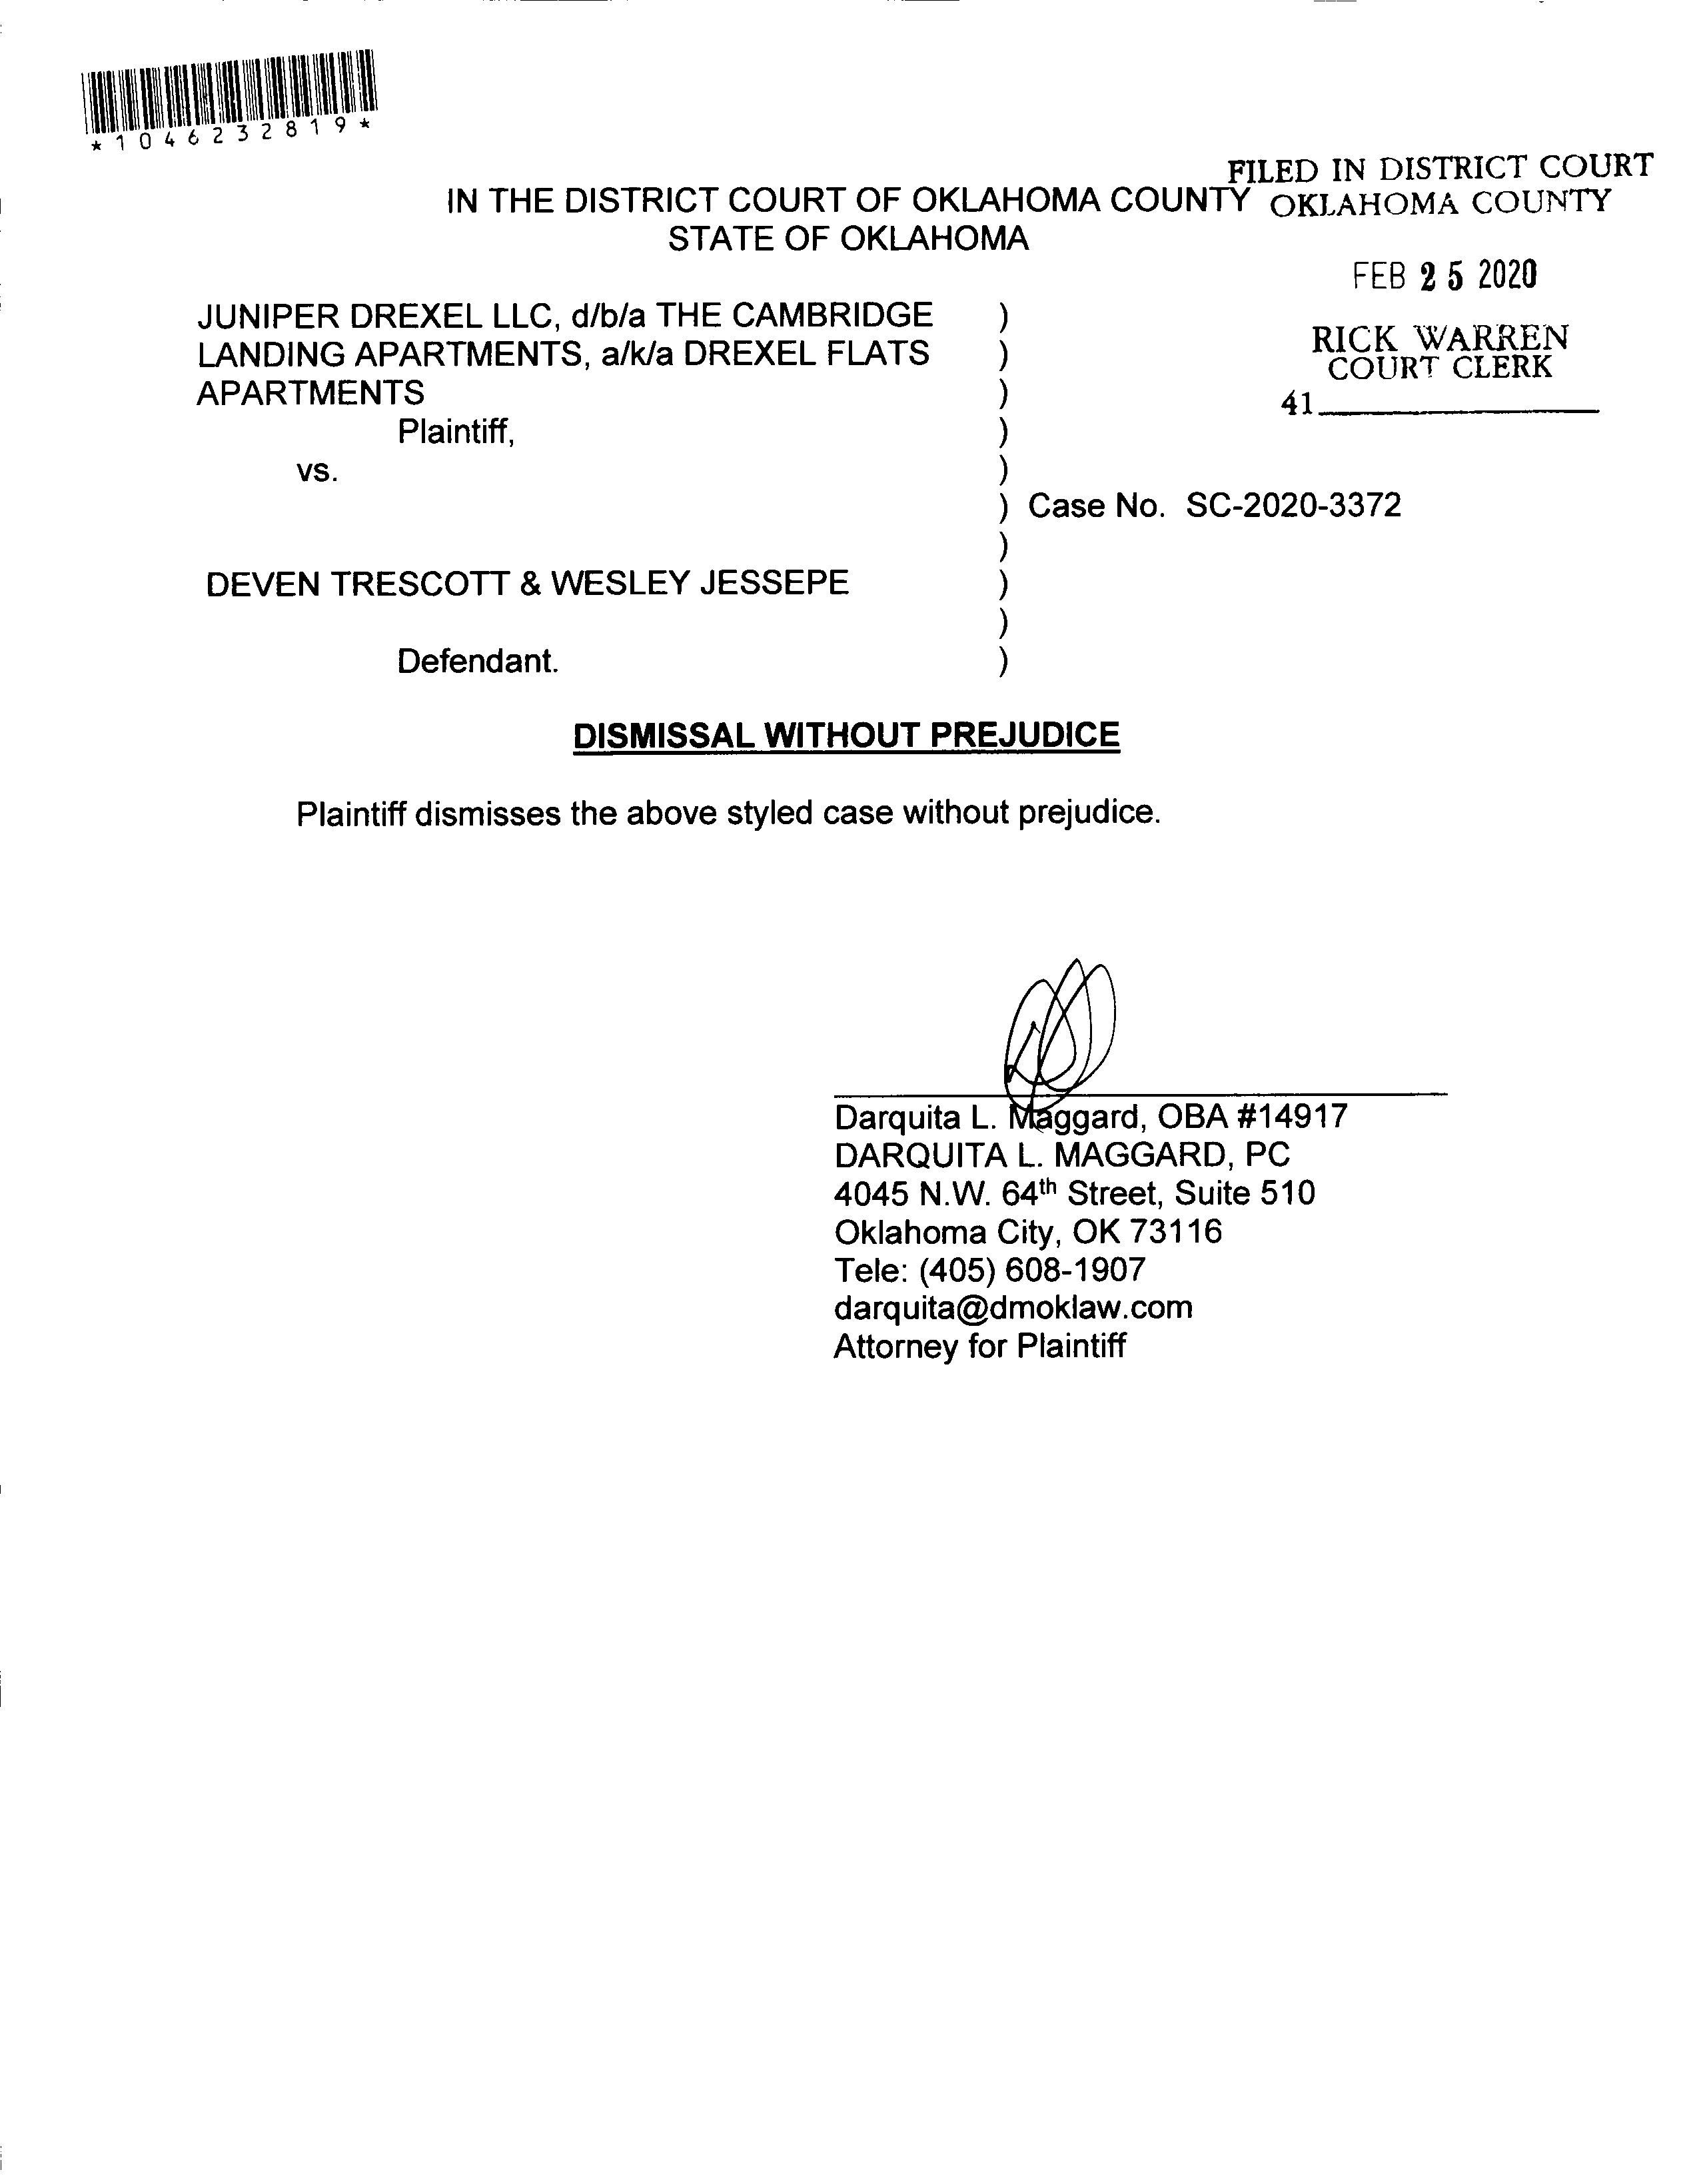 *1046232819*
FILED IN DISTRICT COURT
OKLAHOMA COUNTY
IN THE DISTRICT COURT OF OKLAHOMA COUNTY
STATE OF OKLAHOMA
FEB 25 2020
RICK WARREN
COURT CLERK
41
JUNIPER DREXEL LLC, d/b/a THE CAMBRIDGE )
LANDING APARTMENTS, a/k/a DREXEL FLATS )
APARTMENTS )
Plaintiff, )
vs. )
) Case No. SC-2020-3372
)
DEVEN TRESCOTT & WESLEY JESSEPE )
)
Defendant. )
DISMISSAL WITHOUT PREJUDICE
Plaintiff dismisses the above styled case without prejudice.
Darquita L. Maggard, OBA #14917
DARQUITA L. MAGGARD, PC
4045 N.W. 64th Street, Suite 510
Oklahoma City, OK 73116
Tele: (405) 608-1907
darquita@dmoklaw.com
Attorney for Plaintiff